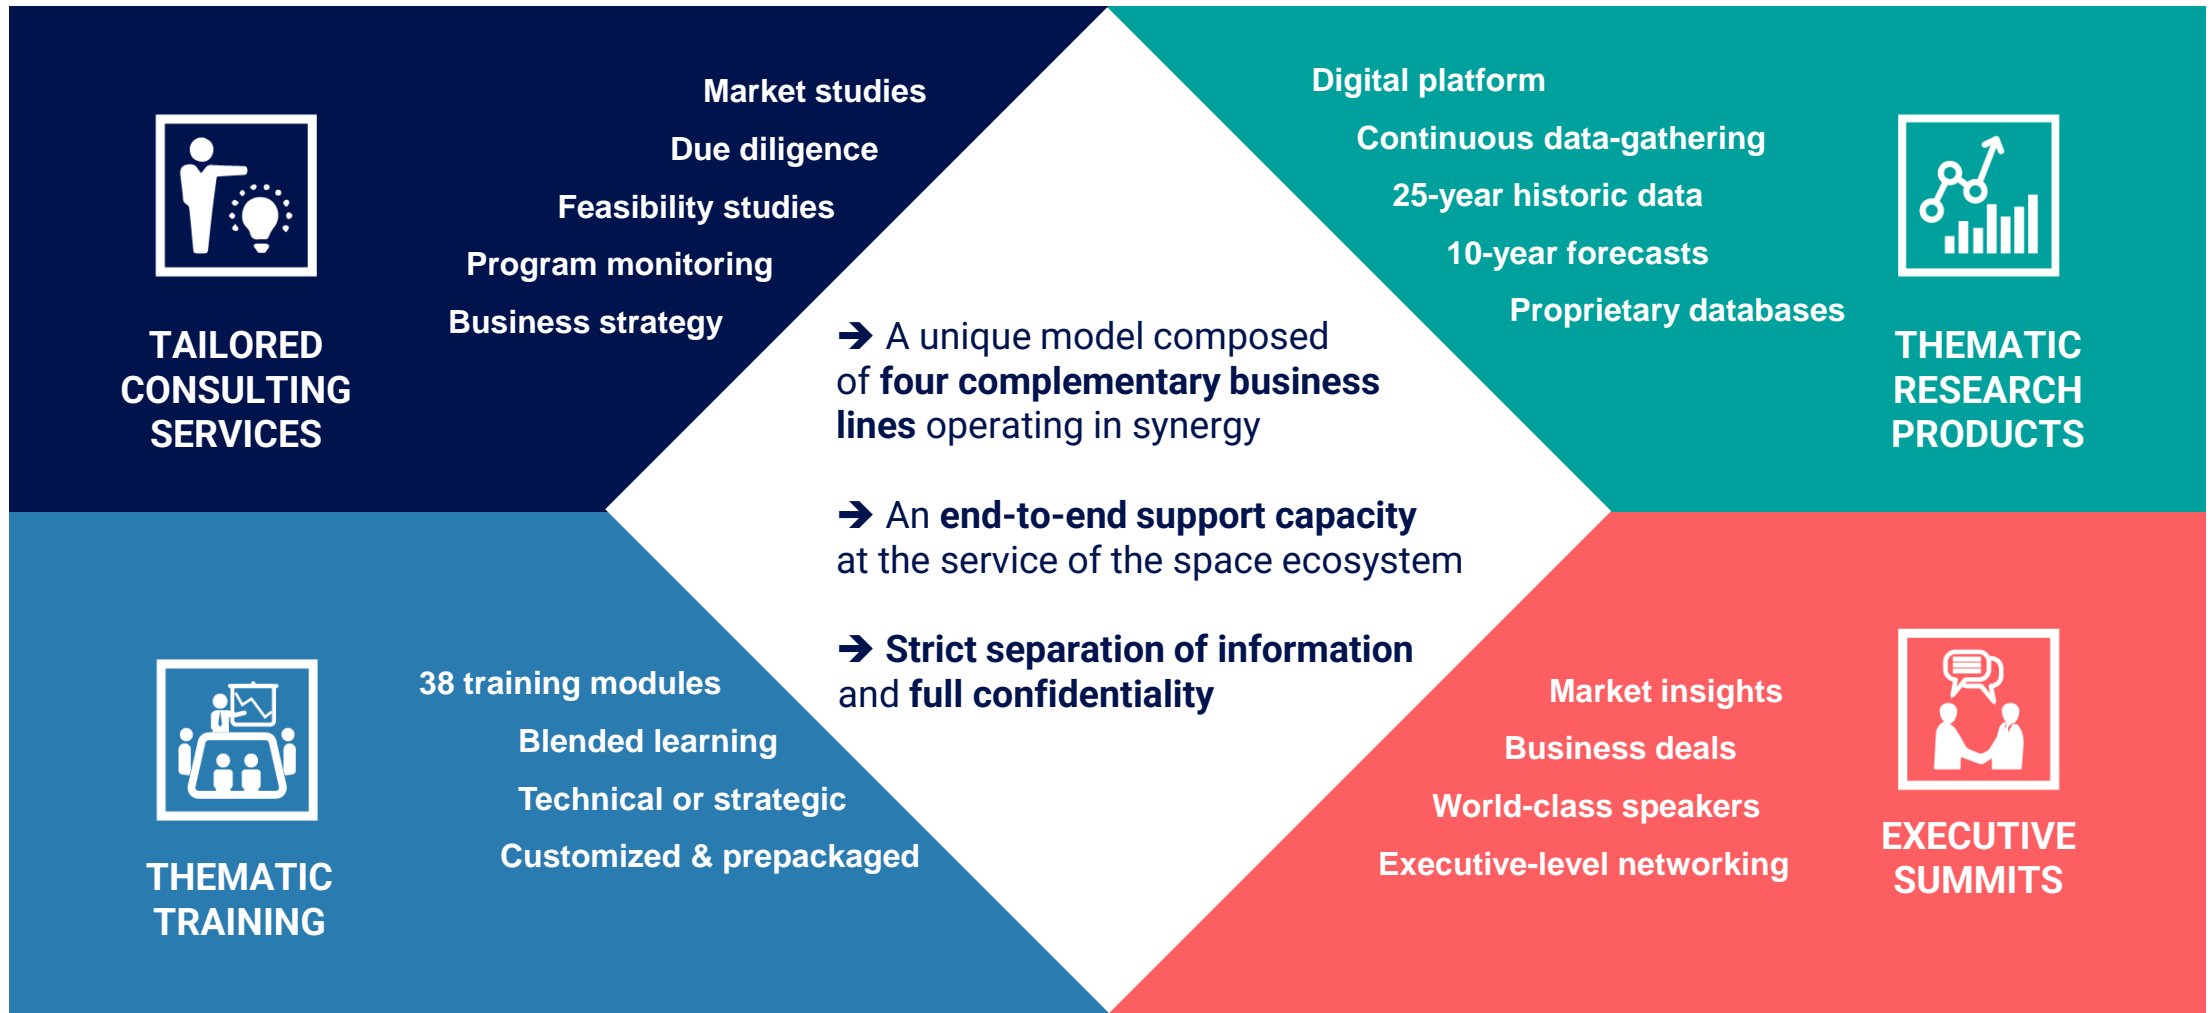 Market studies
Due diligence
Feasibility studies
Program monitoring
Business strategy
TAILORED
CONSULTING
SERVICES
Digital platform
Continuous data-gathering
25-year historic data
10-year forecasts
Proprietary databases
THEMATIC
RESEARCH
PRODUCTS
➔ A unique model composed
of four complementary business
lines operating in synergy
➔ An end-to-end support capacity
at the service of the space ecosystem
➔ Strict separation of information
and full confidentiality
38 training modules
Blended learning
Technical or strategic
Customized & prepackaged
THEMATIC
TRAINING
Market insights
Business deals
World-class speakers
Executive-level networking
EXECUTIVE
SUMMITS